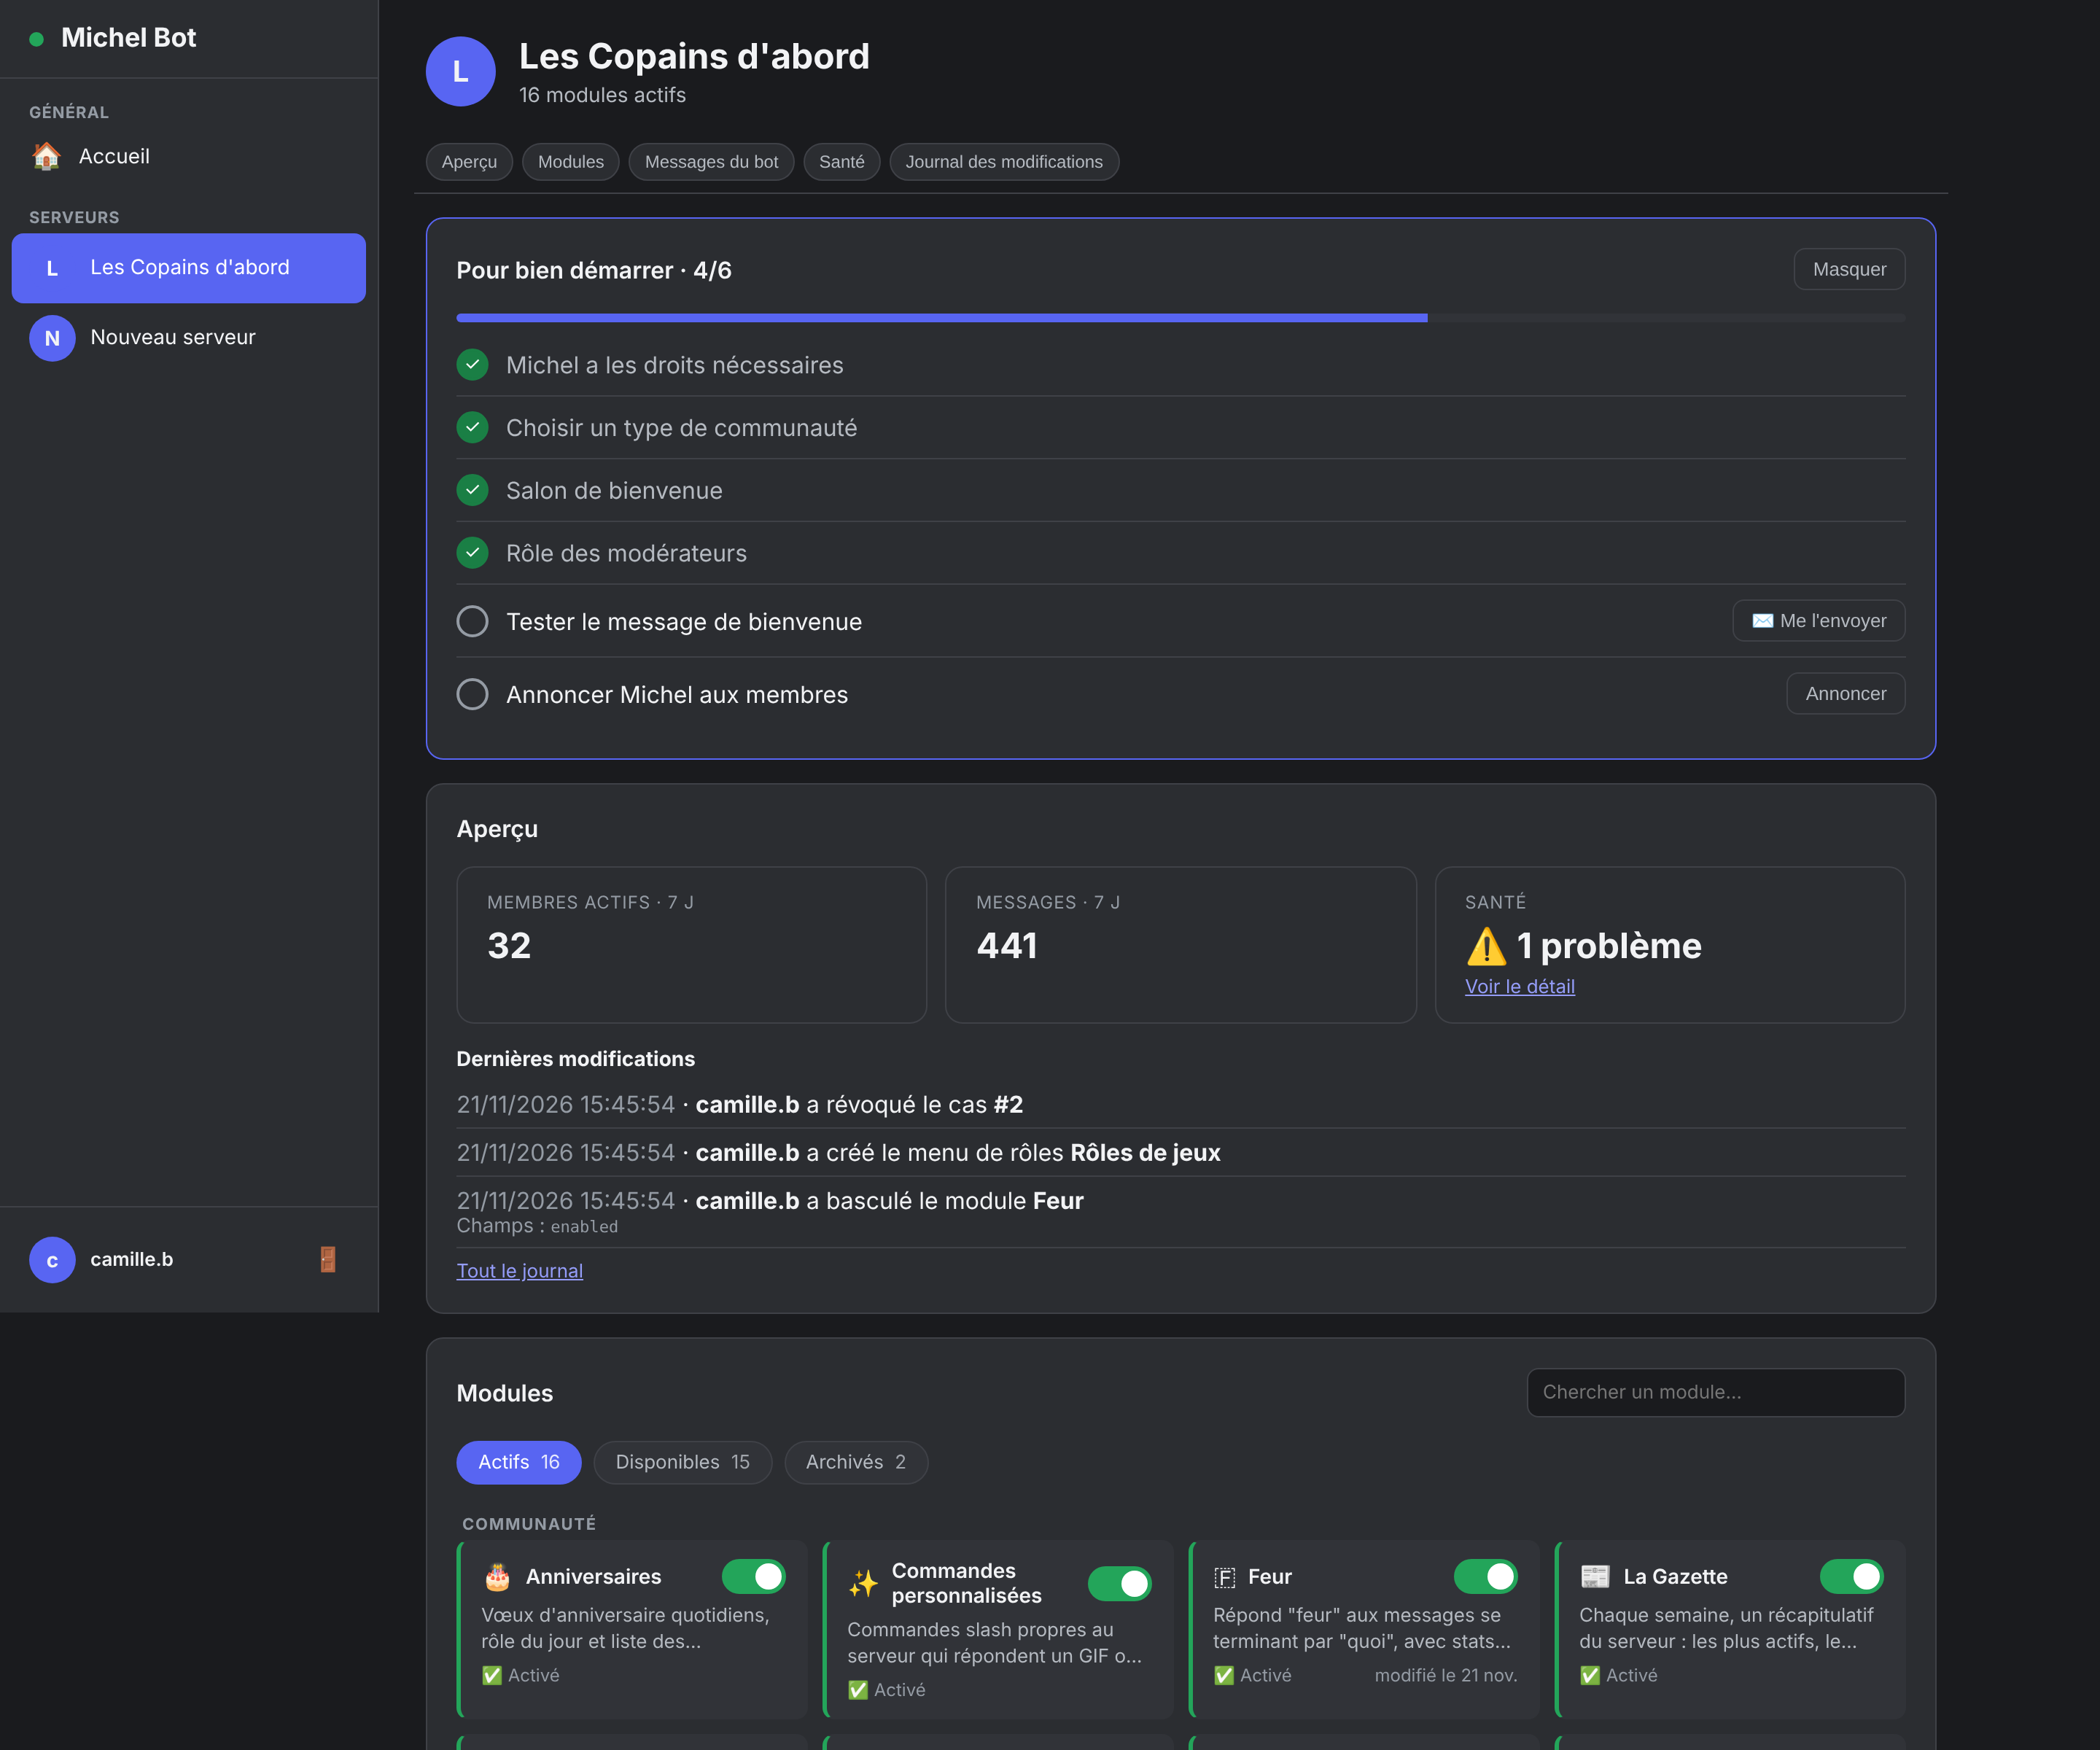 Michel Bot
GÉNÉRAL
🏠 Accueil
SERVEURS
L Les Copains d'abord
N Nouveau serveur
c camille.b
L
Les Copains d'abord
16 modules actifs
Aperçu Modules Messages du bot Santé Journal des modifications
Pour bien démarrer · 4/6 Masquer
Michel a les droits nécessaires
Choisir un type de communauté
Salon de bienvenue
Rôle des modérateurs
Tester le message de bienvenue ✉️ Me l'envoyer
Annoncer Michel aux membres Annoncer
Aperçu
MEMBRES ACTIFS · 7 J
32
MESSAGES · 7 J
441
SANTÉ
⚠️ 1 problème
Voir le détail
Dernières modifications
21/11/2026 15:45:54 · camille.b a révoqué le cas #2
21/11/2026 15:45:54 · camille.b a créé le menu de rôles Rôles de jeux
21/11/2026 15:45:54 · camille.b a basculé le module Feur
Champs : enabled
Tout le journal
Modules
Chercher un module...
Actifs 16 Disponibles 15 Archivés 2
COMMUNAUTÉ
🎂 Anniversaires
Vœux d'anniversaire quotidiens,
rôle du jour et liste des...
✅ Activé
✨ Commandes
personnalisées
Commandes slash propres au
serveur qui répondent un GIF o...
✅ Activé
🇫 Feur
Répond "feur" aux messages se
terminant par "quoi", avec stats...
✅ Activé modifié le 21 nov.
📰 La Gazette
Chaque semaine, un récapitulatif
du serveur : les plus actifs, le...
✅ Activé